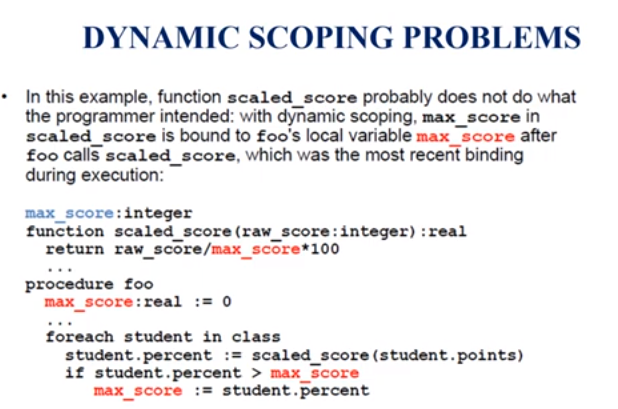 DYNAMIC SCOPING PROBLEMS
• In this example, function scaled_score probably does not do what
the programmer intended: with dynamic scoping, max_score in
scaled_score is bound to foo's local variable max_score after
foo calls scaled_score, which was the most recent binding
during execution:
max_score:integer
function scaled_score(raw_score:integer):real
return raw_score/max_score*100
...
procedure foo
max_score:real := 0
...
foreach student in class
student.percent := scaled_score(student.points)
if student.percent > max_score
max_score := student.percent